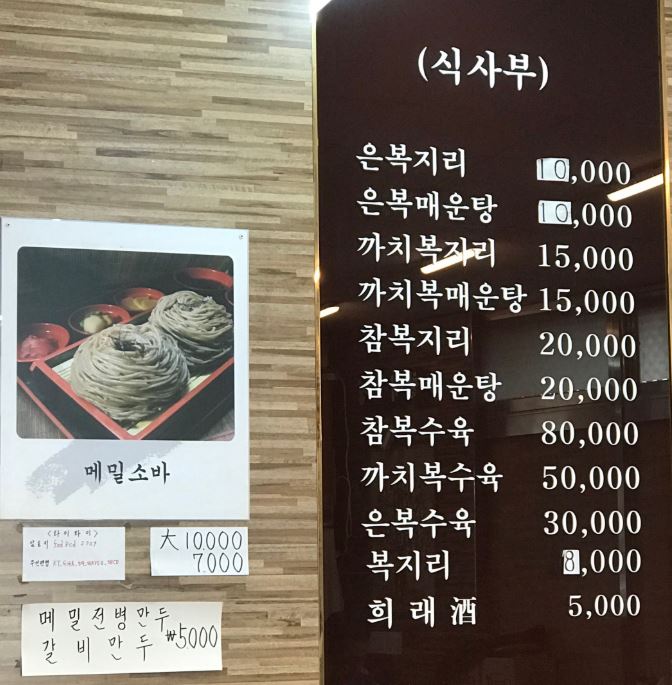 (식사부)
은복지리 10,000
은복매운탕 10,000
까치복지리 15,000
까치복매운탕 15,000
참복지리 20,000
참복매운탕 20,000
참복수육 80,000
까치복수육 50,000
은복수육 30,000
복지리 8,000
희래酒 5,000
메밀소바
<와이파이>
大 10.000
7.000
메밀전병만두
갈비만두 ₩5000